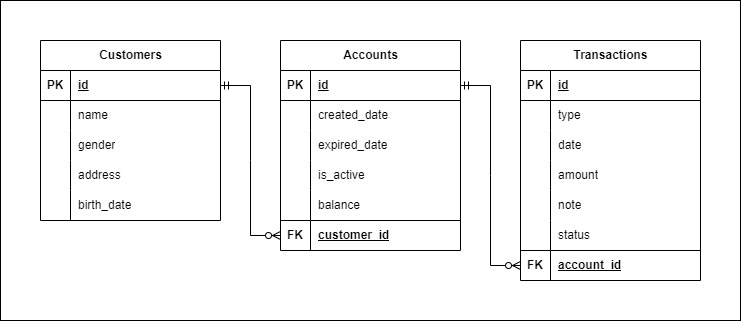 Customers
PK id
name
gender
address
birth_date
Accounts
PK id
created_date
expired_date
is_active
balance
FK customer_id
Transactions
PK id
type
date
amount
note
status
FK account_id